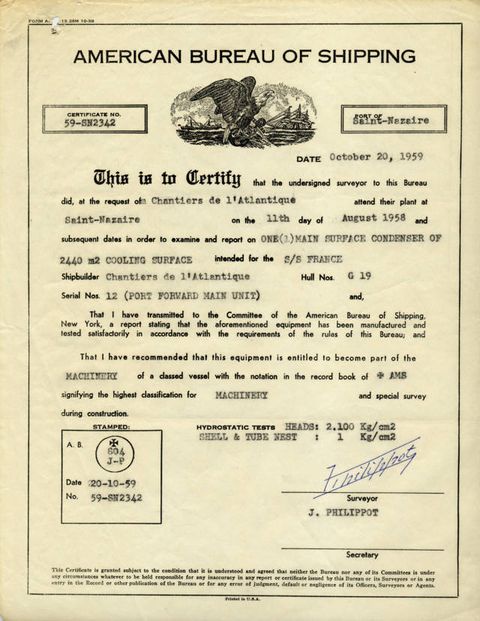 FORM A- 13 25M 10-58
AMERICAN BUREAU OF SHIPPING
CERTIFICATE NO.
59-SN2342
PORT OF
Saint-Nazaire
DATE October 20, 1959
This is to Certify that the undersigned surveyor to this Bureau
did, at the request of Chantiers de l'Atlantique attend their plant at
Saint-Nazaire on the 11th day of August 1958 and
subsequent dates in order to examine and report on ONE(1)MAIN SURFACE CONDENSER OF
2440 m2 COOLING SURFACE intended for the S/S FRANCE
Shipbuilder Chantiers de l'Atlantique Hull Nos. G 19
Serial Nos. 12 (PORT FORWARD MAIN UNIT) and,
That I have transmitted to the Committee of the American Bureau of Shipping,
New York, a report stating that the aforementioned equipment has been manufactured and
tested satisfactorily in accordance with the requirements of the rules of this Bureau; and
That I have recommended that this equipment is entitled to become part of the
MACHINERY of a classed vessel with the notation in the record book of ✠ AMS
signifying the highest classification for MACHINERY and special survey
during construction.
STAMPED:
A. B.
✠
804
J-P
Date 20-10-59
No. 59-SN2342
HYDROSTATIC TESTS HEADS: 2.100 Kg/cm2
SHELL & TUBE NEST : 1 Kg/cm2
J. Philippot
Surveyor
J. PHILIPPOT
Secretary
This Certificate is granted subject to the condition that it is understood and agreed that neither the Bureau nor any of its Committees is under
any circumstances whatever to be held responsible for any inaccuracy in any report or certificate issued by this Bureau or its Surveyors or in any
entry in the Record or other publication of the Bureau or for any error of judgment, default or negligence of its Officers, Surveyors or Agents.
Printed in U.S.A.